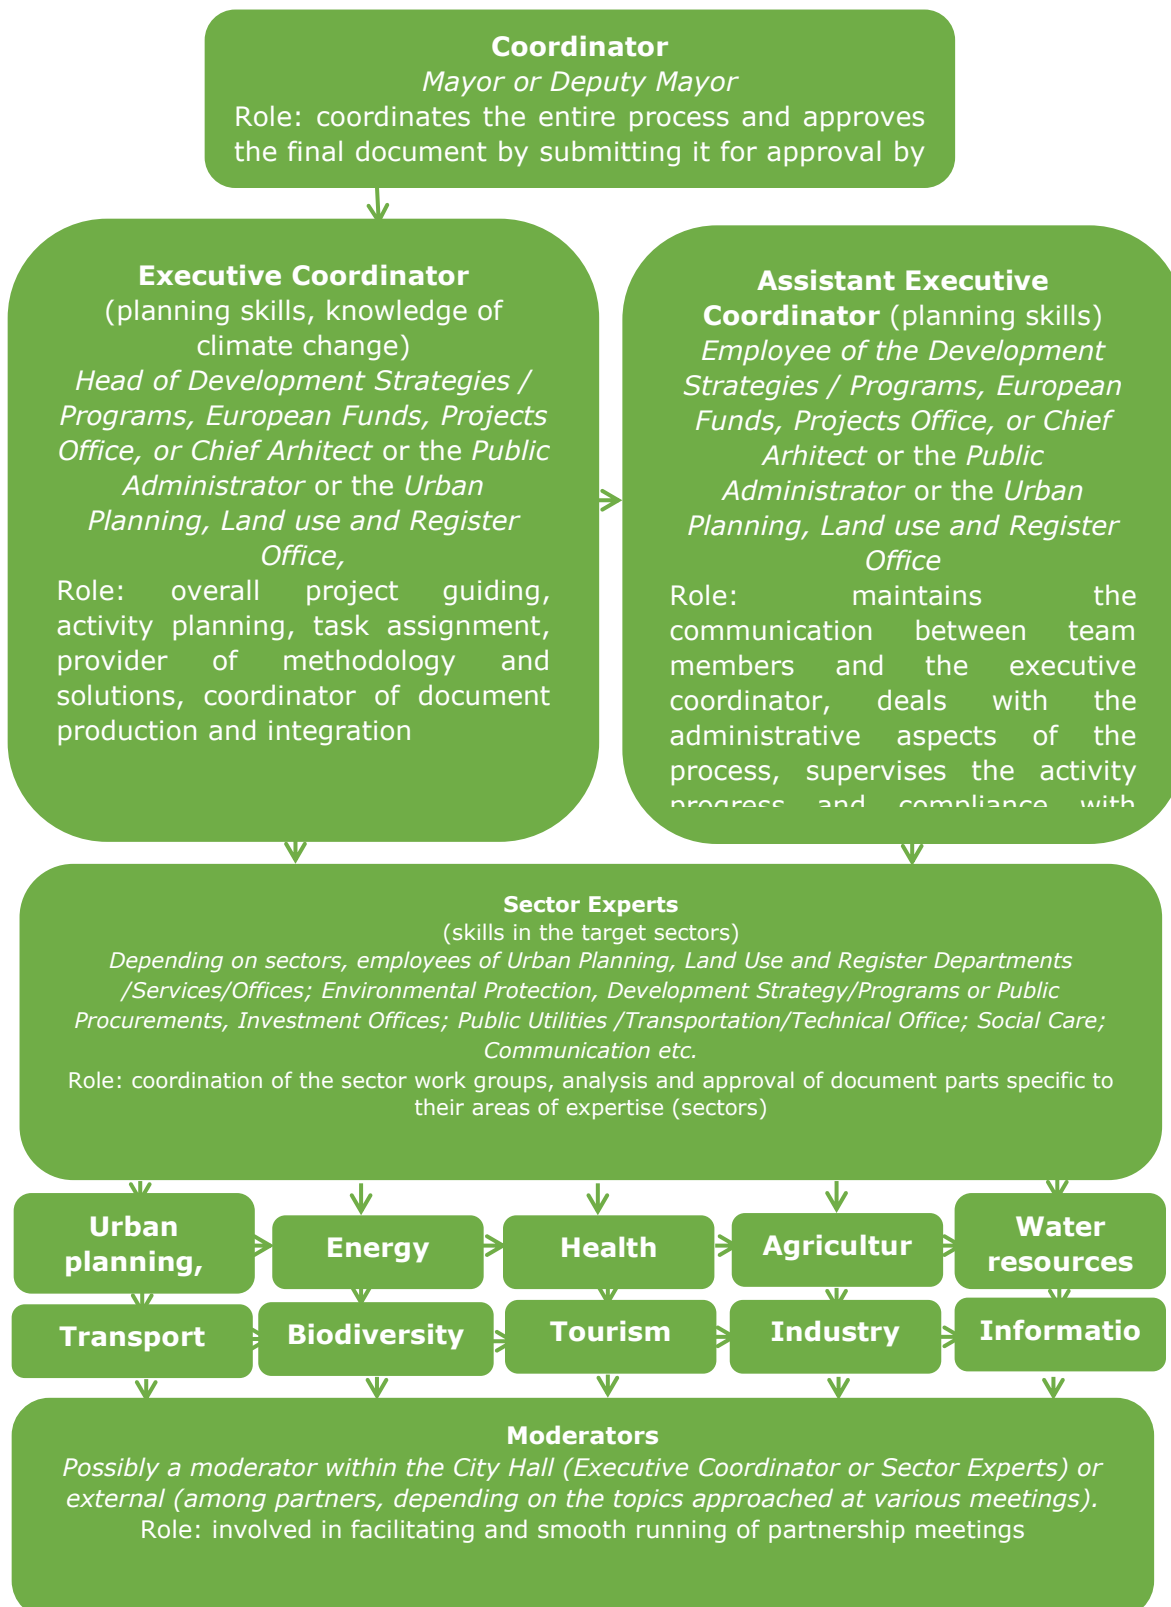 Coordinator
Mayor or Deputy Mayor
Role: coordinates the entire process and approves
the final document by submitting it for approval by
Executive Coordinator
(planning skills, knowledge of
climate change)
Head of Development Strategies /
Programs, European Funds, Projects
Office, or Chief Arhitect or the Public
Administrator or the Urban
Planning, Land use and Register
Office,
Role: overall project guiding,
activity planning, task assignment,
provider of methodology and
solutions, coordinator of document
production and integration
Assistant Executive
Coordinator (planning skills)
Employee of the Development
Strategies / Programs, European
Funds, Projects Office, or Chief
Arhitect or the Public
Administrator or the Urban
Planning, Land use and Register
Office
Role: maintains the
communication between team
members and the executive
coordinator, deals with the
administrative aspects of the
process, supervises the activity
progress and compliance with
Sector Experts
(skills in the target sectors)
Depending on sectors, employees of Urban Planning, Land Use and Register Departments
/Services/Offices; Environmental Protection, Development Strategy/Programs or Public
Procurements, Investment Offices; Public Utilities /Transportation/Technical Office; Social Care;
Communication etc.
Role: coordination of the sector work groups, analysis and approval of document parts specific to
their areas of expertise (sectors)
Urban
planning,
Energy
Health
Agricultur
Water
resources
Transport
Biodiversity
Tourism
Industry
Informatio
Moderators
Possibly a moderator within the City Hall (Executive Coordinator or Sector Experts) or
external (among partners, depending on the topics approached at various meetings).
Role: involved in facilitating and smooth running of partnership meetings